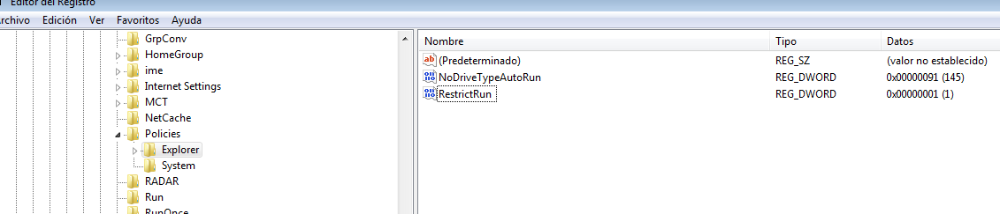 Editor del Registro
Archivo Edición Ver Favoritos Ayuda
GrpConv
HomeGroup
ime
Internet Settings
MCT
NetCache
Policies
Explorer
System
RADAR
Run
RunOnce
Nombre Tipo Datos
(Predeterminado) REG_SZ (valor no establecido)
NoDriveTypeAutoRun REG_DWORD 0x00000091 (145)
RestrictRun REG_DWORD 0x00000001 (1)